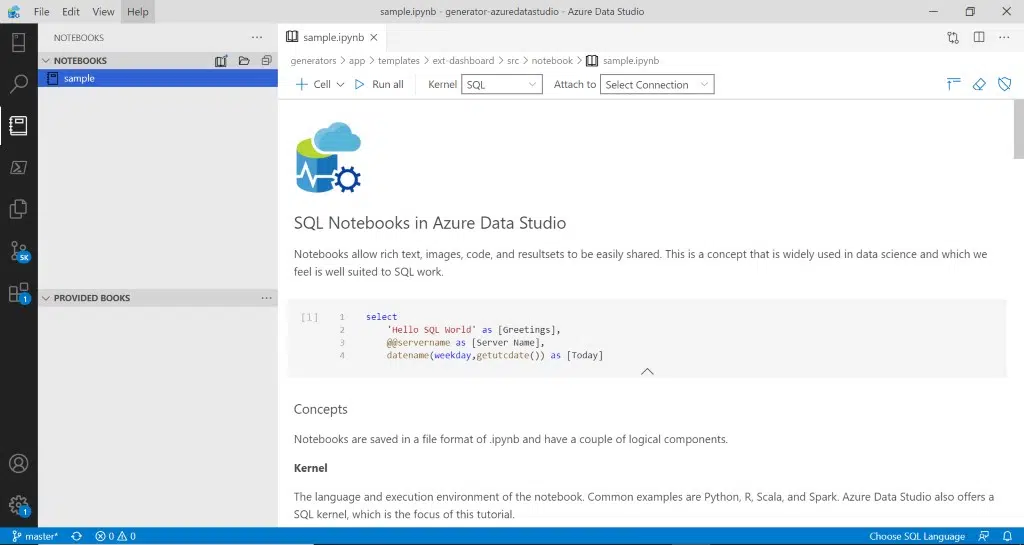 File Edit View Help
sample.ipynb - generator-azuredatastudio - Azure Data Studio
NOTEBOOKS
NOTEBOOKS
sample
PROVIDED BOOKS
5K
1
1
sample.ipynb
generators > app > templates > ext-dashboard > src > notebook > sample.ipynb
Cell Run all Kernel SQL Attach to Select Connection
SQL Notebooks in Azure Data Studio
Notebooks allow rich text, images, code, and resultsets to be easily shared. This is a concept that is widely used in data science and which we
feel is well suited to SQL work.
[1]
1 select
2 'Hello SQL World' as [Greetings],
3 @@servername as [Server Name],
4 datename(weekday,getutcdate()) as [Today]
Concepts
Notebooks are saved in a file format of .ipynb and have a couple of logical components.
Kernel
The language and execution environment of the notebook. Common examples are Python, R, Scala, and Spark. Azure Data Studio also offers a
SQL kernel, which is the focus of this tutorial.
master* 0 0 Choose SQL Language